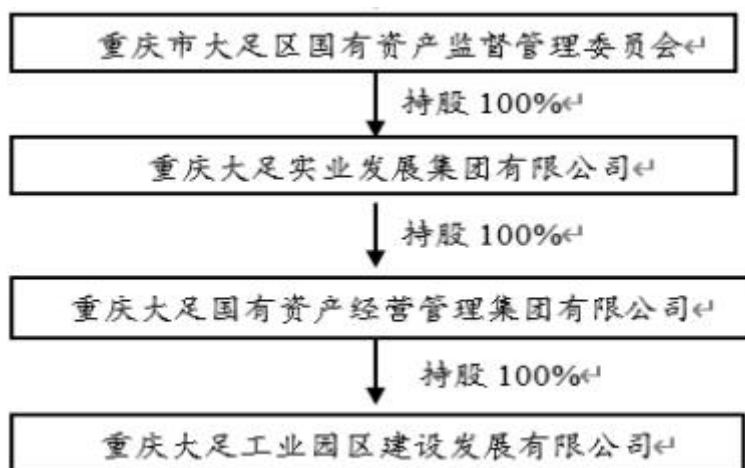 重庆市大足区国有资产监督管理委员会↵
持股 100%↵
重庆大足实业发展集团有限公司↵
持股 100%↵
重庆大足国有资产经营管理集团有限公司↵
持股 100%↵
重庆大足工业园区建设发展有限公司↵